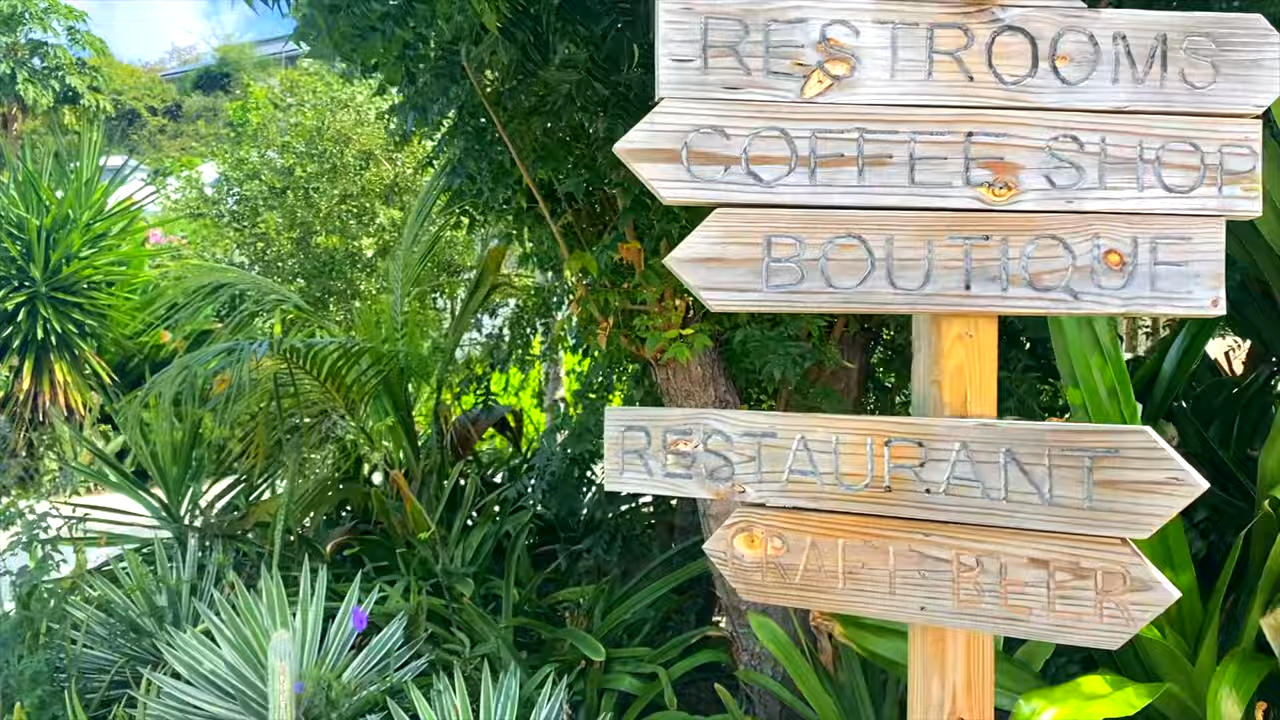 RESTROOMS
COFFEE SHOP
BOUTIQUE
RESTAURANT
CRAFT BEER